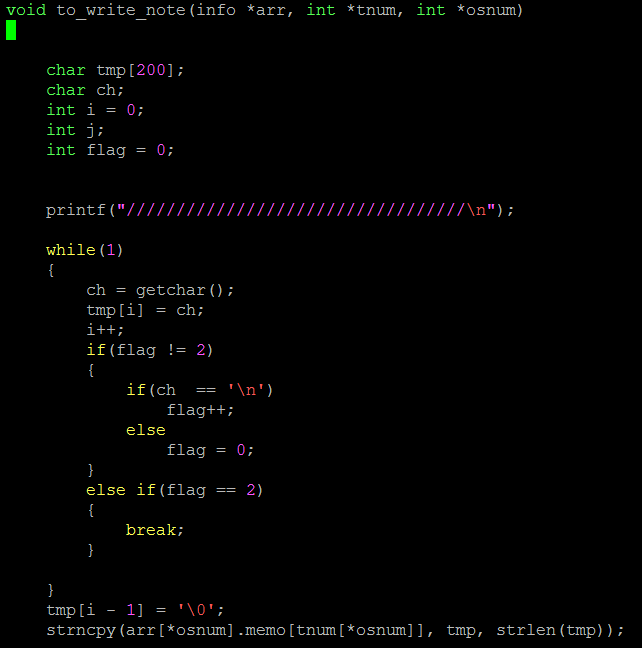 void to_write_note(info *arr, int *tnum, int *osnum)
    char tmp[200];
    char ch;
    int i = 0;
    int j;
    int flag = 0;
    printf("//////////////////////////////////\n");
    while(1)
    {
        ch = getchar();
        tmp[i] = ch;
        i++;
        if(flag != 2)
        {
            if(ch  == '\n')
                flag++;
            else
                flag = 0;
        }
        else if(flag == 2)
        {
            break;
        }
    }
    tmp[i - 1] = '\0';
    strncpy(arr[*osnum].memo[tnum[*osnum]], tmp, strlen(tmp));